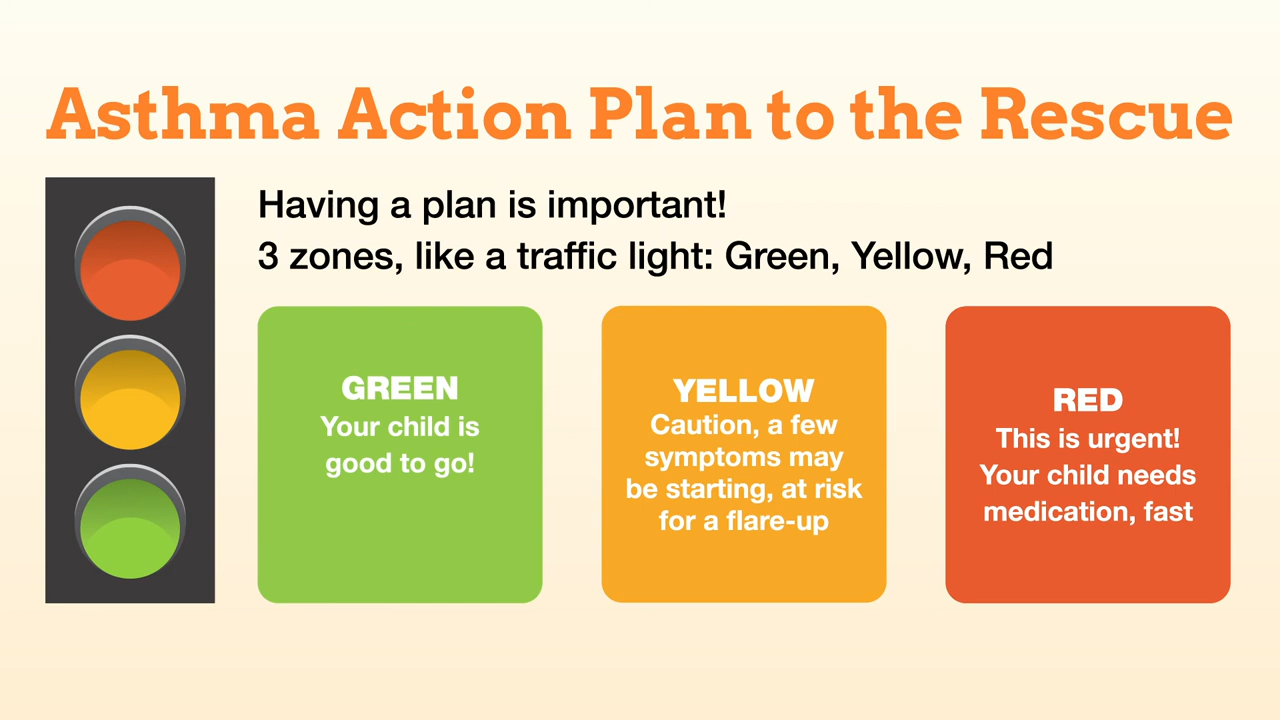 Asthma Action Plan to the Rescue
Having a plan is important!
3 zones, like a traffic light: Green, Yellow, Red
GREEN
Your child is
good to go!
YELLOW
Caution, a few
symptoms may
be starting, at risk
for a flare-up
RED
This is urgent!
Your child needs
medication, fast